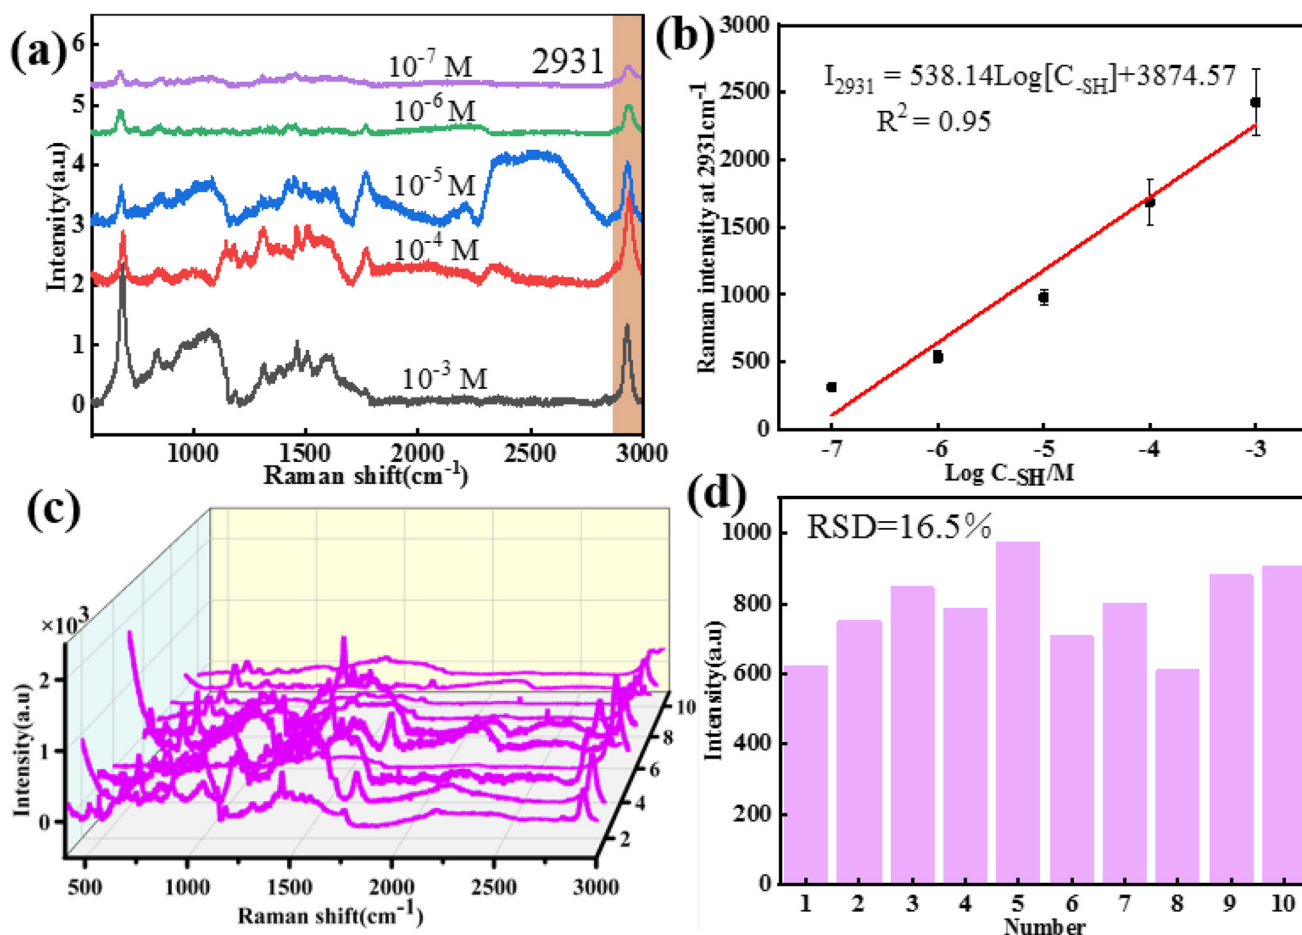 (a)
6
5
4
3
2
1
0
Intensity(a.u)
10-7 M
2931
10-6 M
10-5 M
10-4 M
10-3 M
1000 1500 2000 2500 3000
Raman shift(cm-1)
(b)
3000
2500
2000
1500
1000
500
0
Raman intensity at 2931cm-1
I2931 = 538.14Log[C-SH]+3874.57
R2 = 0.95
-7 -6 -5 -4 -3
Log C-SH/M
(c)
×103
2
1
0
Intensity(a.u)
10
8
6
4
2
500 1000 1500 2000 2500 3000
Raman shift(cm-1)
(d)
1000
800
600
400
200
0
Intensity(a.u)
RSD=16.5%
1 2 3 4 5 6 7 8 9 10
Number